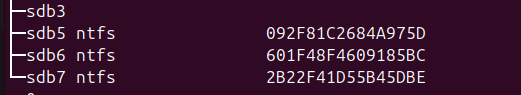 ├─sdb3
├─sdb5 ntfs 092F81C2684A975D
├─sdb6 ntfs 601F48F4609185BC
└─sdb7 ntfs 2B22F41D55B45DBE